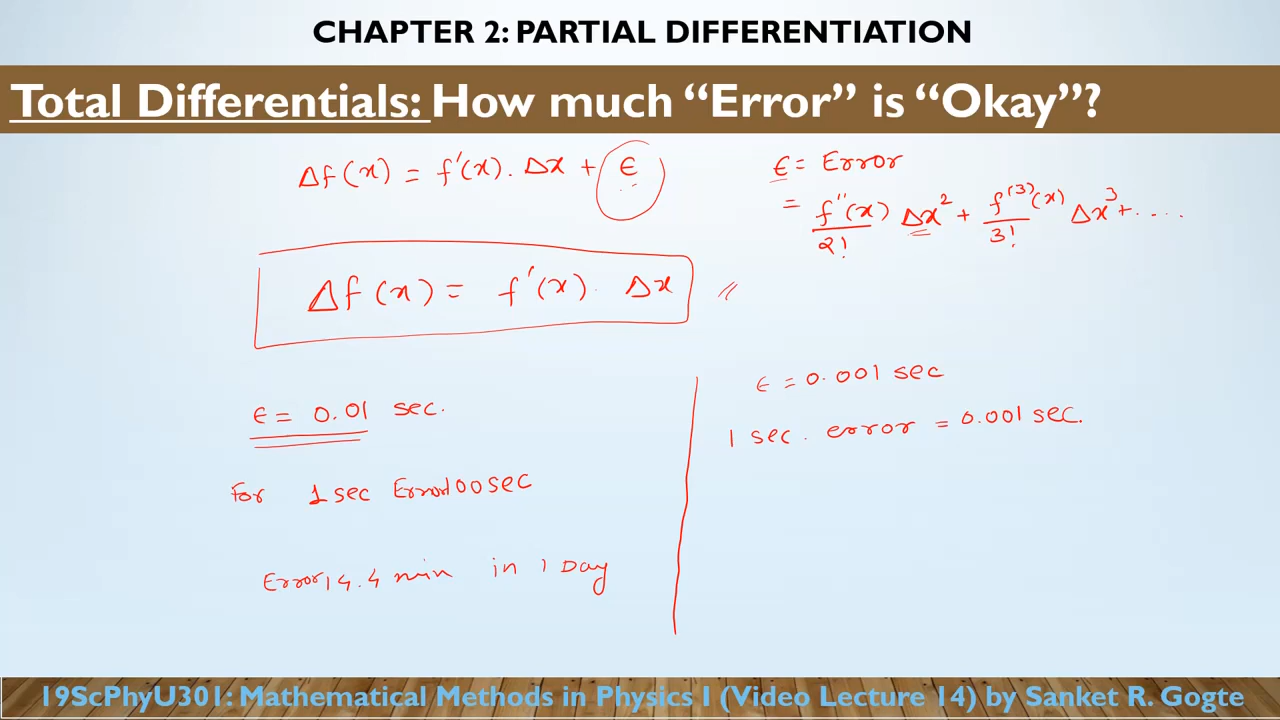 CHAPTER 2: PARTIAL DIFFERENTIATION
Total Differentials: How much “Error” is “Okay”?
Δf(x) = f'(x). Δx + ϵ
ϵ = Error
= f''(x)/2! Δx² + f⁽³⁾(x)/3! Δx³ + ....
Δf(x) = f'(x). Δx
ϵ = 0.01 sec.
For 1 sec Error 100 sec
Error 14.4 min in 1 Day
ϵ = 0.001 sec
1 sec. error = 0.001 sec.
19ScPhyU301: Mathematical Methods in Physics I (Video Lecture 14) by Sanket R. Gogte